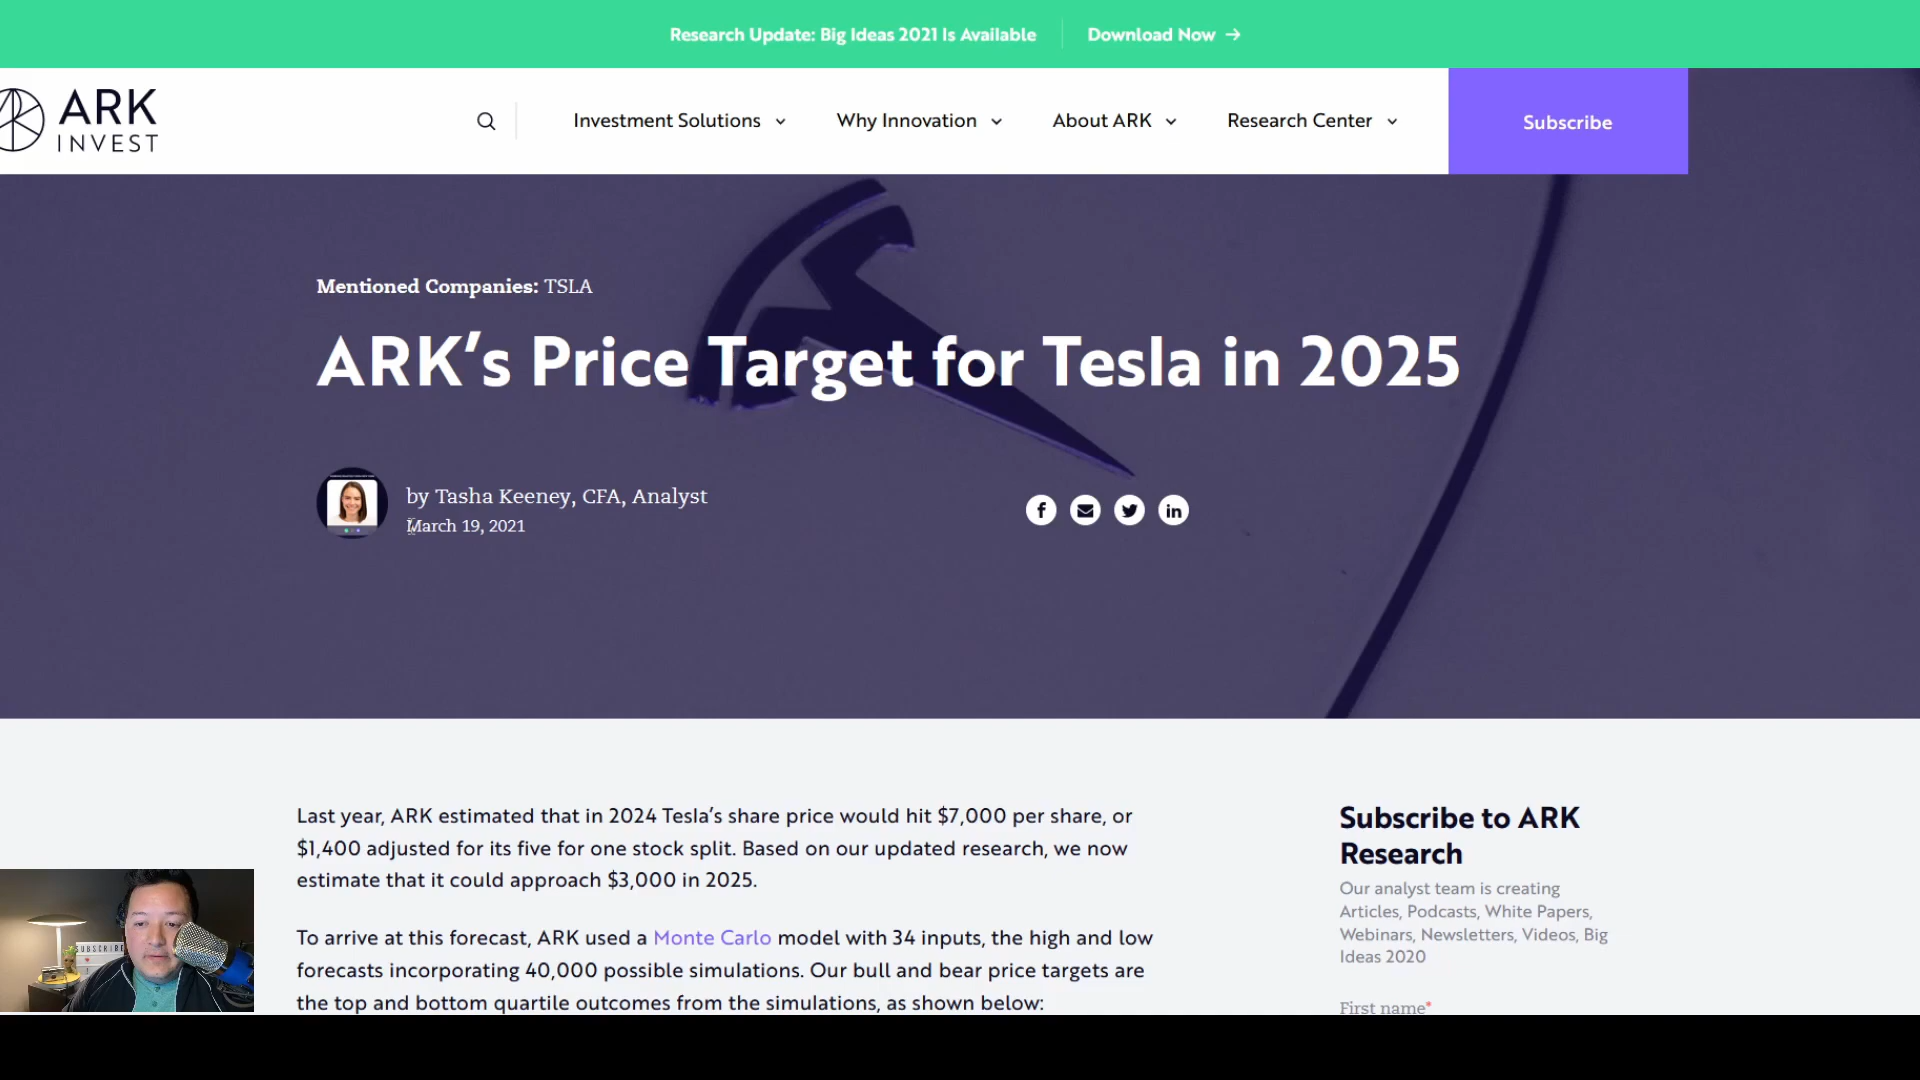 Research Update: Big Ideas 2021 Is Available
Download Now →
ARK
INVEST
Investment Solutions
Why Innovation
About ARK
Research Center
Subscribe
Mentioned Companies: TSLA
ARK’s Price Target for Tesla in 2025
by Tasha Keeney, CFA, Analyst
March 19, 2021
Last year, ARK estimated that in 2024 Tesla’s share price would hit $7,000 per share, or
$1,400 adjusted for its five for one stock split. Based on our updated research, we now
estimate that it could approach $3,000 in 2025.
To arrive at this forecast, ARK used a Monte Carlo model with 34 inputs, the high and low
forecasts incorporating 40,000 possible simulations. Our bull and bear price targets are
the top and bottom quartile outcomes from the simulations, as shown below:
Subscribe to ARK
Research
Our analyst team is creating
Articles, Podcasts, White Papers,
Webinars, Newsletters, Videos, Big
Ideas 2020
First name*
SUBSCRIBE